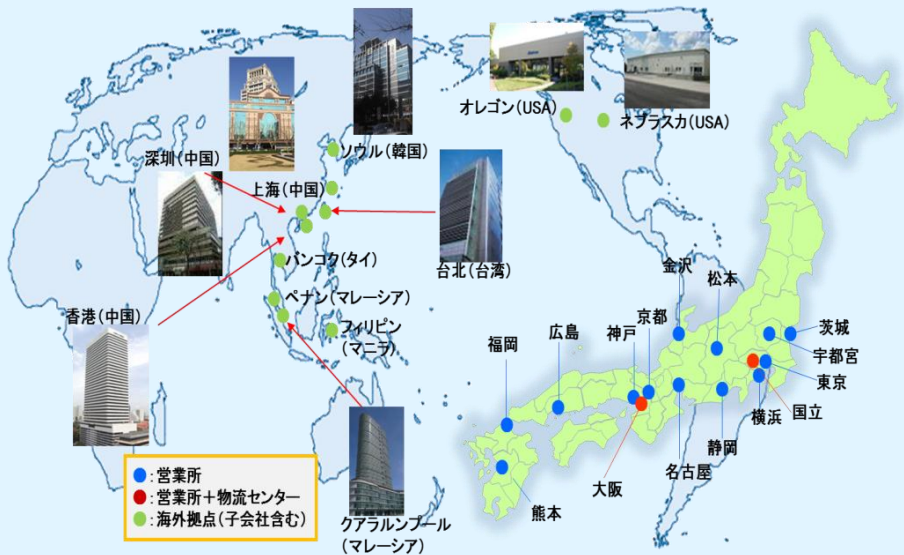 オレゴン(USA)
ネブラスカ(USA)
ソウル(韓国)
深圳(中国)
上海(中国)
台北(台湾)
バンコク(タイ)
ペナン(マレーシア)
香港(中国)
フィリピン
(マニラ)
クアラルンプール
(マレーシア)
金沢
松本
京都
神戸
広島
福岡
茨城
宇都宮
東京
国立
横浜
静岡
名古屋
大阪
熊本
:営業所
:営業所+物流センター
:海外拠点(子会社含む)